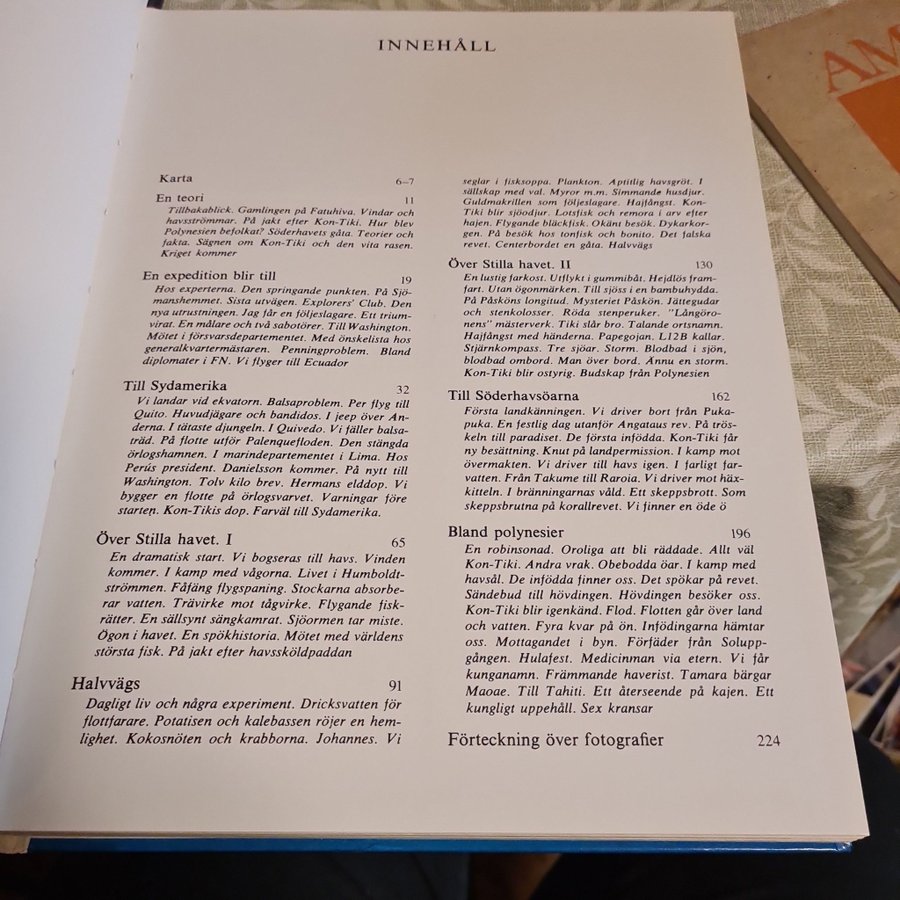 INNEHÅLL
Karta 6–7
En teori 11
Tillbakablick. Gamlingen på Fatuhiva. Vindar och
havsströmmar. På jakt efter Kon-Tiki. Hur blev
Polynesien befolkat? Söderhavets gåta. Teorier och
fakta. Sägnen om Kon-Tiki och den vita rasen.
Kriget kommer
En expedition blir till 19
Hos experterna. Den springande punkten. På Sjö-
manshemmet. Sista utvägen. Explorers' Club. Den
nya utrustningen. Jag får en följeslagare. Ett trium-
virat. En målare och två sabotörer. Till Washington.
Mötet i försvarsdepartementet. Med önskelista hos
generalkvartermästaren. Penningproblem. Bland
diplomater i FN. Vi flyger till Ecuador
Till Sydamerika 32
Vi landar vid ekvatorn. Balsaproblem. Per flyg till
Quito. Huvudjägare och bandidos. I jeep över An-
derna. I tätaste djungeln. I Quivedo. Vi fäller balsa-
träd. På flotte utför Palenquefloden. Den stängda
örlogshamnen. I marindepartementet i Lima. Hos
Perús president. Danielsson kommer. På nytt till
Washington. Tolv kilo brev. Hermans elddop. Vi
bygger en flotte på örlogsvarvet. Varningar före
starten. Kon-Tikis dop. Farväl till Sydamerika.
Över Stilla havet. I 65
En dramatisk start. Vi bogseras till havs. Vinden
kommer. I kamp med vågorna. Livet i Humboldt-
strömmen. Fåfäng flygspaning. Stockarna absorbe-
rar vatten. Trävirke mot tågvirke. Flygande fisk-
rätter. En sällsynt sängkamrat. Sjöormen tar miste.
Ögon i havet. En spökhistoria. Mötet med världens
största fisk. På jakt efter havssköldpaddan
Halvvägs 91
Dagligt liv och några experiment. Dricksvatten för
flottfarare. Potatisen och kalebassen röjer en hem-
lighet. Kokosnöten och krabborna. Johannes. Vi
seglar i fisksoppa. Plankton. Aptitlig havsgröt. I
sällskap med val. Myror m.m. Simmande husdjur.
Guldmakrillen som följeslagare. Hajfångst. Kon-
Tiki blir sjöodjur. Lotsfisk och remora i arv efter
hajen. Flygande bläckfisk. Okänt besök. Dykarkor-
gen. På besök hos tonfisk och bonito. Det falska
revet. Centerbordet en gåta. Halvvägs
Över Stilla havet. II 130
En lustig farkost. Utflykt i gummibåt. Hejdlös fram-
fart. Utan ögonmärken. Till sjöss i en bambuhydda.
På Påsköns longitud. Mysteriet Påskön. Jättegudar
och stenkolosser. Röda stenperuker. "Långöro-
nens" mästerverk. Tiki slår bro. Talande ortsnamn.
Hajfångst med händerna. Papegojan. L12B kallar.
Stjärnkompass. Tre sjöar. Storm. Blodbad i sjön,
blodbad ombord. Man över bord. Ännu en storm.
Kon-Tiki blir ostyrig. Budskap från Polynesien
Till Söderhavsöarna 162
Första landkänningen. Vi driver bort från Puka-
puka. En festlig dag utanför Angataus rev. På trös-
keln till paradiset. De första infödda. Kon-Tiki får
ny besättning. Knut på landpermission. I kamp mot
övermakten. Vi driver till havs igen. I farligt far-
vatten. Från Takume till Raroia. Vi driver mot häx-
kitteln. I bränningarnas våld. Ett skeppsbrott. Som
skeppsbrutna på korallrevet. Vi finner en öde ö
Bland polynesier 196
En robinsonad. Oroliga att bli räddade. Allt väl
Kon-Tiki. Andra vrak. Obebodda öar. I kamp med
havsål. De infödda finner oss. Det spökar på revet.
Sändebud till hövdingen. Hövdingen besöker oss.
Kon-Tiki blir igenkänd. Flod. Flotten går över land
och vatten. Fyra kvar på ön. Infödingarna hämtar
oss. Mottagandet i byn. Förfäder från Solupp-
gången. Hulafest. Medicinman via etern. Vi får
kunganamn. Främmande haverist. Tamara bärgar
Maoae. Till Tahiti. Ett återseende på kajen. Ett
kungligt uppehåll. Sex kransar
Förteckning över fotografier 224
AM